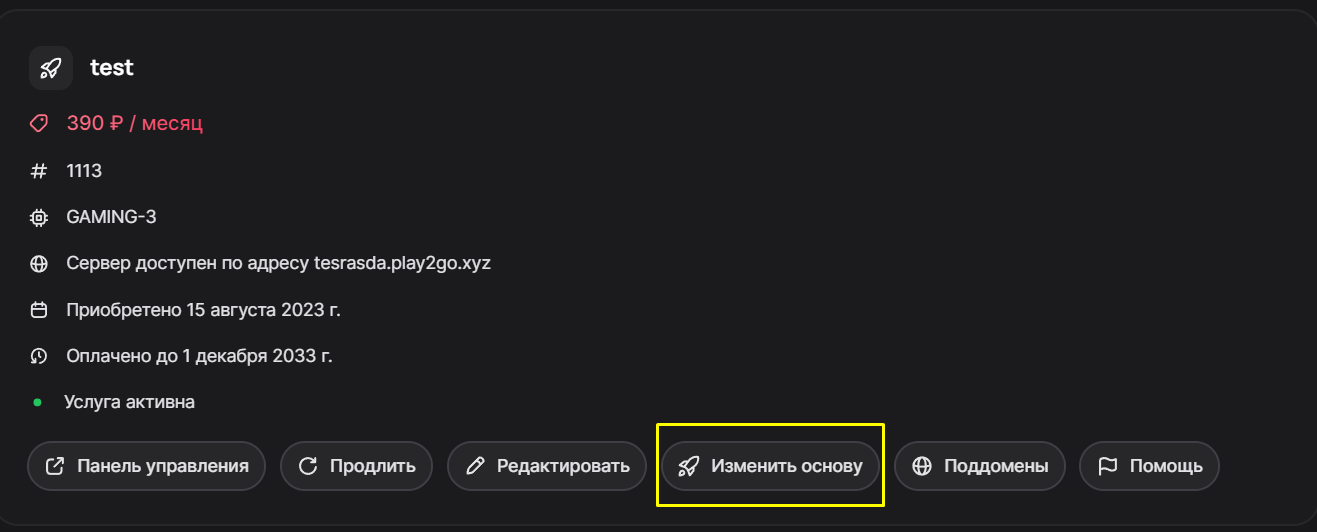 test
390 ₽ / месяц
1113
GAMING-3
Сервер доступен по адресу tesrasda.play2go.xyz
Приобретено 15 августа 2023 г.
Оплачено до 1 декабря 2033 г.
Услуга активна
Панель управления Продлить Редактировать Изменить основу Поддомены Помощь